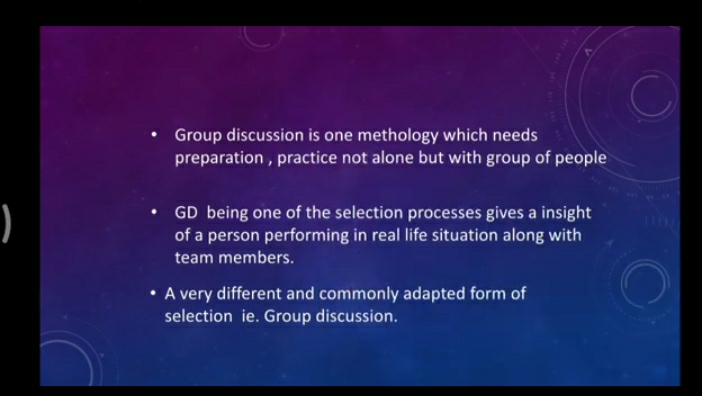 • Group discussion is one methology which needs
preparation , practice not alone but with group of people
• GD being one of the selection processes gives a insight
of a person performing in real life situation along with
team members.
• A very different and commonly adapted form of
selection ie. Group discussion.